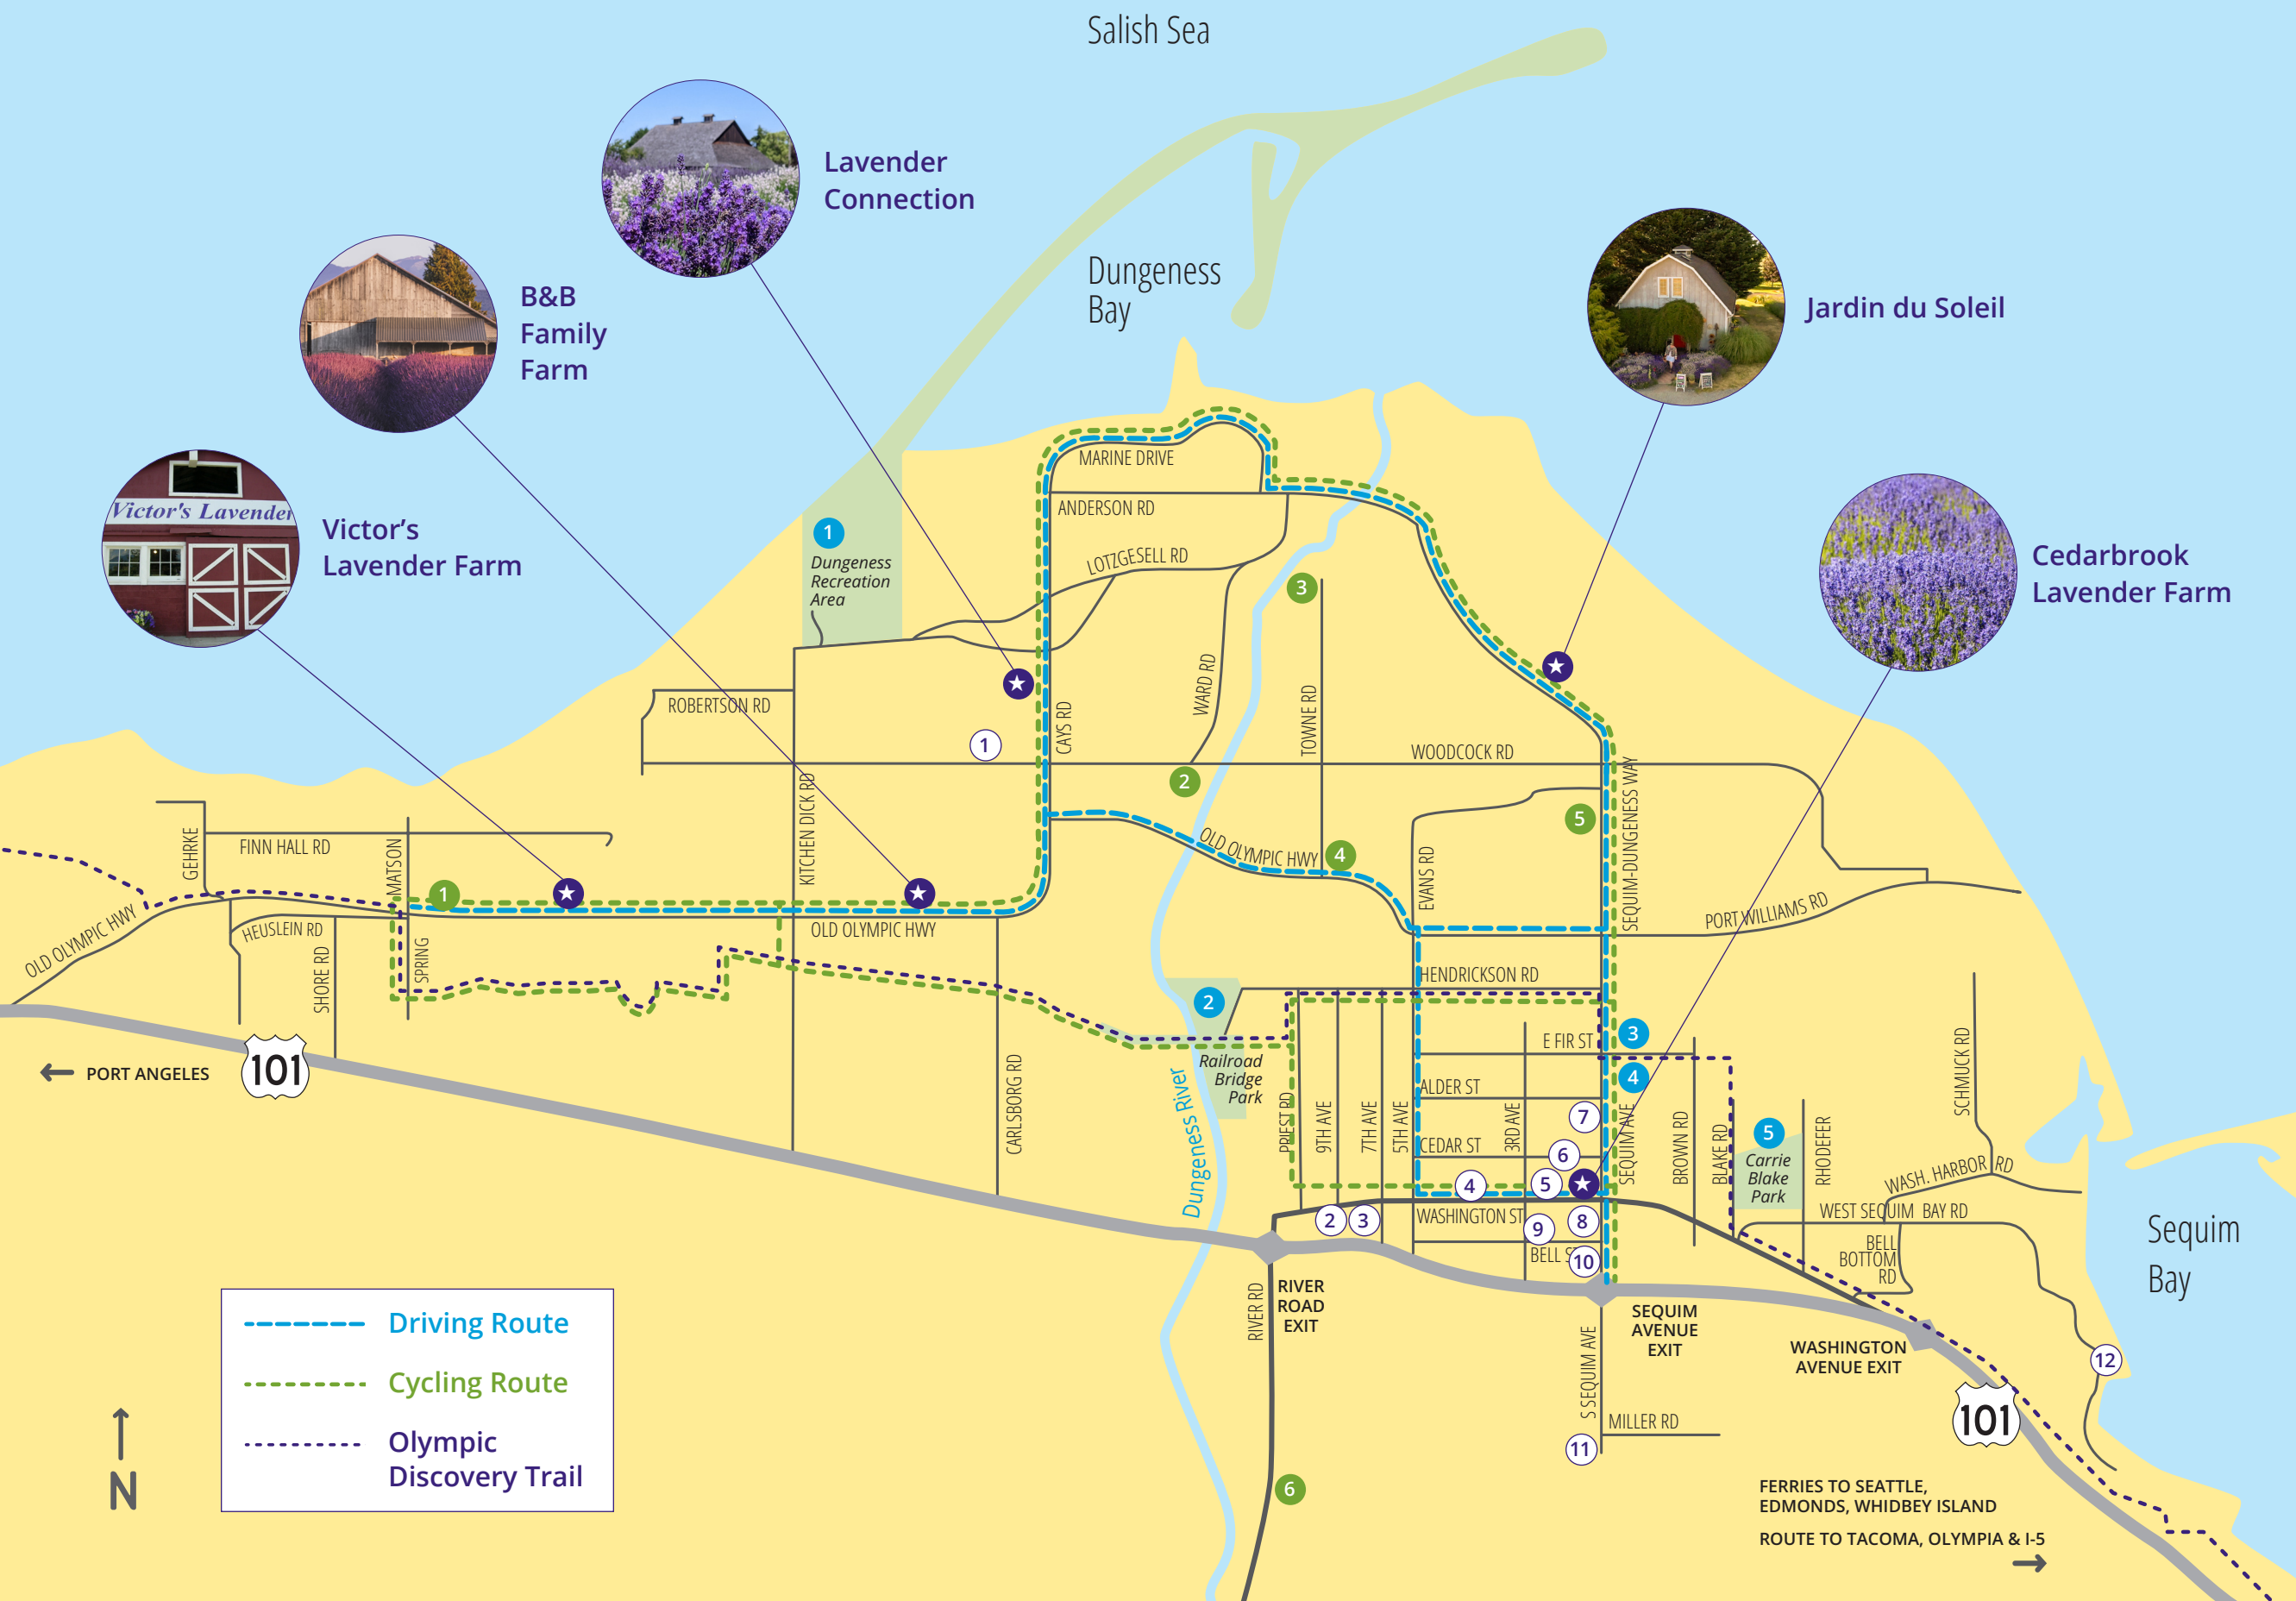 Salish Sea
Lavender
Connection
Dungeness
Bay
B&B
Family
Farm
Jardin du Soleil
Victor's Lavender
Victor's
Lavender Farm
Cedarbrook
Lavender Farm
MARINE DRIVE
ANDERSON RD
1
Dungeness
Recreation
Area
LOTZGESELL RD
3
WARD RD
TOWNE RD
ROBERTSON RD
CAYS RD
1
WOODCOCK RD
2
KITCHEN DICK RD
SEQUIM-DUNGENESS WAY
5
GEHRKE
FINN HALL RD
MATSON
OLD OLYMPIC HWY
4
EVANS RD
1
PORT WILLIAMS RD
OLD OLYMPIC HWY
HEUSLEIN RD
OLD OLYMPIC HWY
SHORE RD
SPRING
HENDRICKSON RD
2
3
E FIR ST
SCHMUCK RD
101
PORT ANGELES
Railroad
Bridge
Park
4
ALDER ST
CARLSBORG RD
Dungeness River
PRIEST RD
9TH AVE
7TH AVE
5TH AVE
3RD AVE
7
SEQUIM AVE
BROWN RD
BLAKE RD
5
Carrie
Blake
Park
RHODEFER
CEDAR ST
6
WASH. HARBOR RD
4
5
WASHINGTON ST
2
3
9
8
WEST SEQUIM BAY RD
BELL
BOTTOM
RD
BELL S
10
Sequim
Bay
RIVER RD
RIVER
ROAD
EXIT
SEQUIM
AVENUE
EXIT
S SEQUIM AVE
WASHINGTON
AVENUE EXIT
12
101
MILLER RD
11
6
Driving Route
Cycling Route
Olympic
Discovery Trail
N
FERRIES TO SEATTLE,
EDMONDS, WHIDBEY ISLAND
ROUTE TO TACOMA, OLYMPIA & I-5